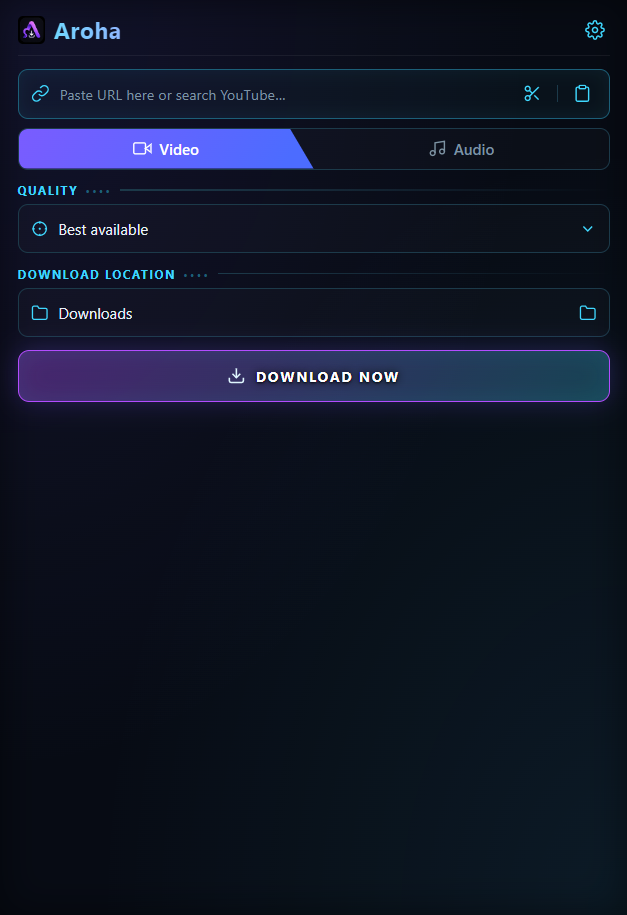 Aroha
Paste URL here or search YouTube...
Video
Audio
QUALITY
Best available
DOWNLOAD LOCATION
Downloads
DOWNLOAD NOW